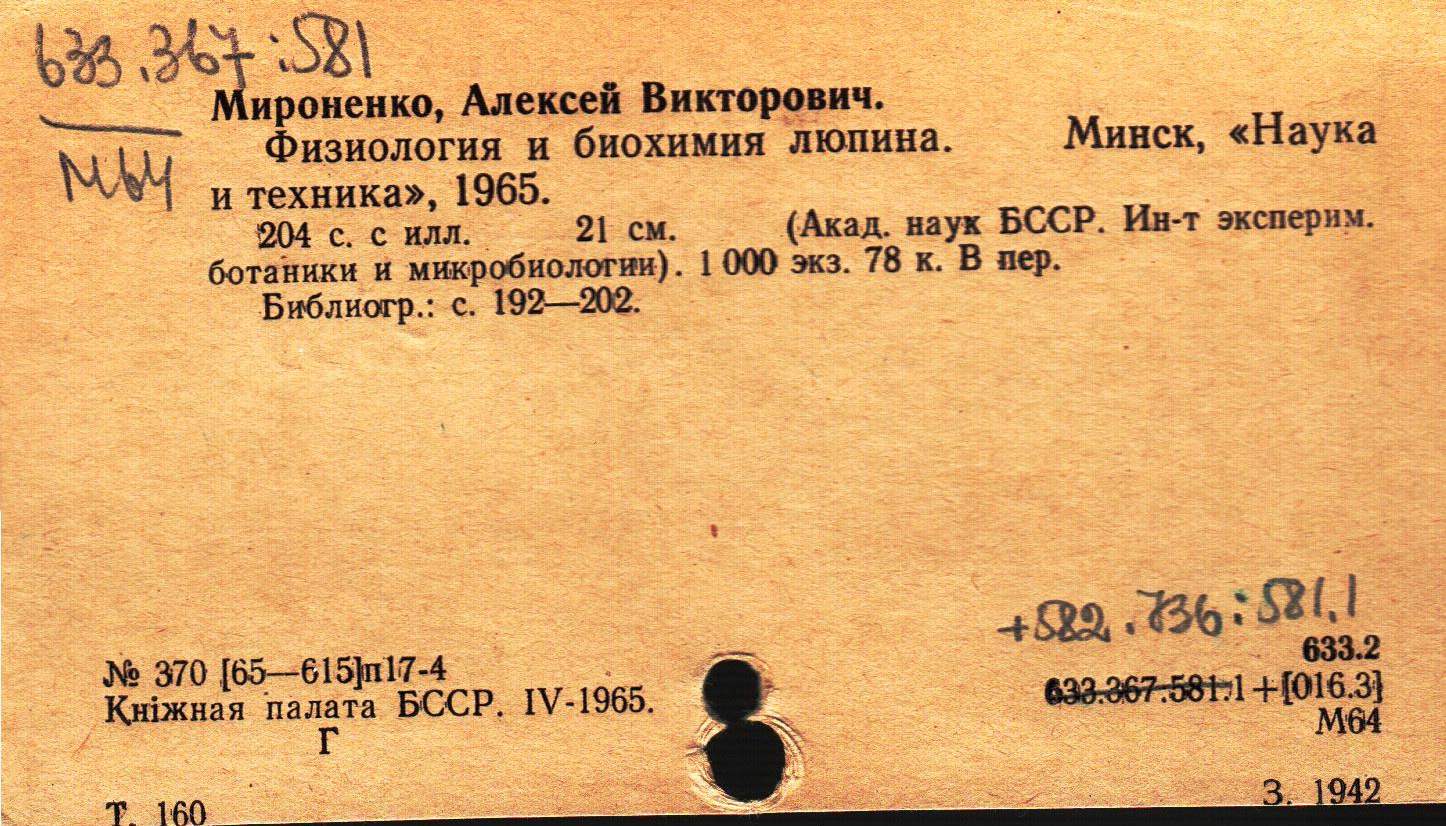 633.367:581
М64
Мироненко, Алексей Викторович.
Физиология и биохимия люпина. Минск, «Наука
и техника», 1965.
204 с. с илл. 21 см. (Акад. наук БССР. Ин-т эксперим.
ботаники и микробиологии). 1 000 экз. 78 к. В пер.
Библиогр.: с. 192—202.
+582.736:581.1
633.2
№ 370 [65—615]п17-4
633.367.581.1+[016.3]
Кніжная палата БССР. IV-1965.
М64
Г
Т. 160
З. 1942